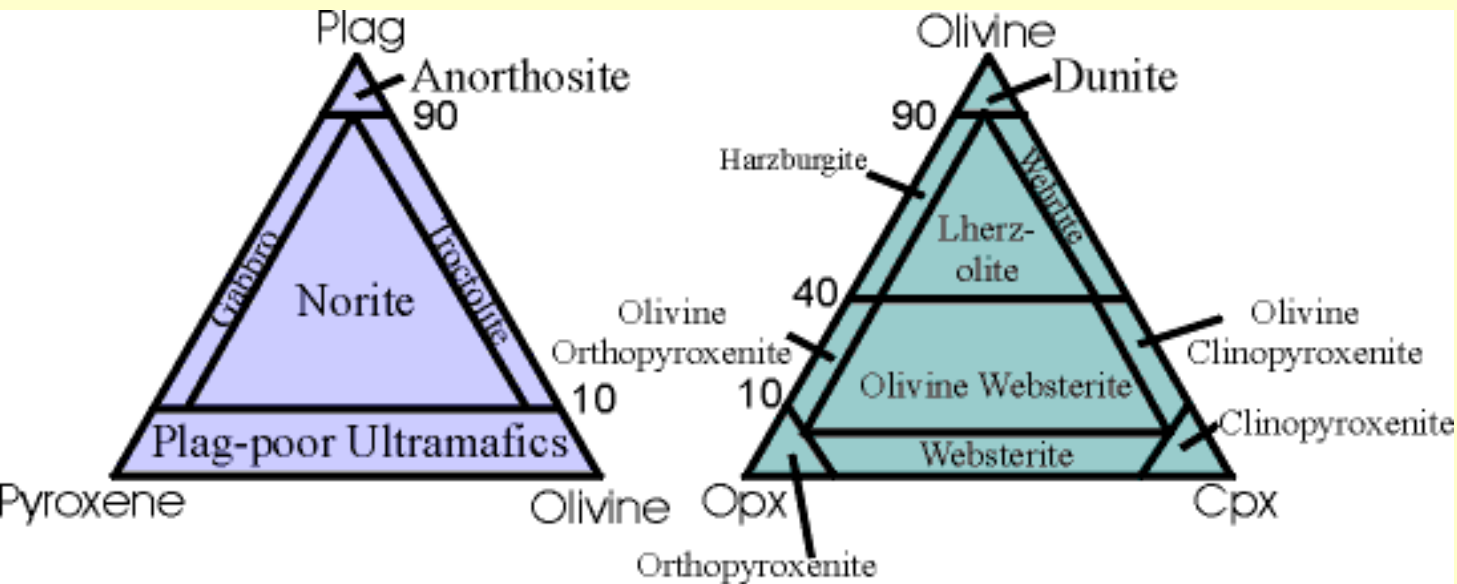 Plag
Anorthosite
90
Gabbro
Troctolite
Norite
10
Plag-poor Ultramafics
Pyroxene
Olivine
Olivine
Dunite
90
Harzburgite
Wehrlite
Lherz-
olite
40
Olivine
Orthopyroxenite
Olivine
Clinopyroxenite
10
Olivine Websterite
Clinopyroxenite
Websterite
Opx
Cpx
Orthopyroxenite